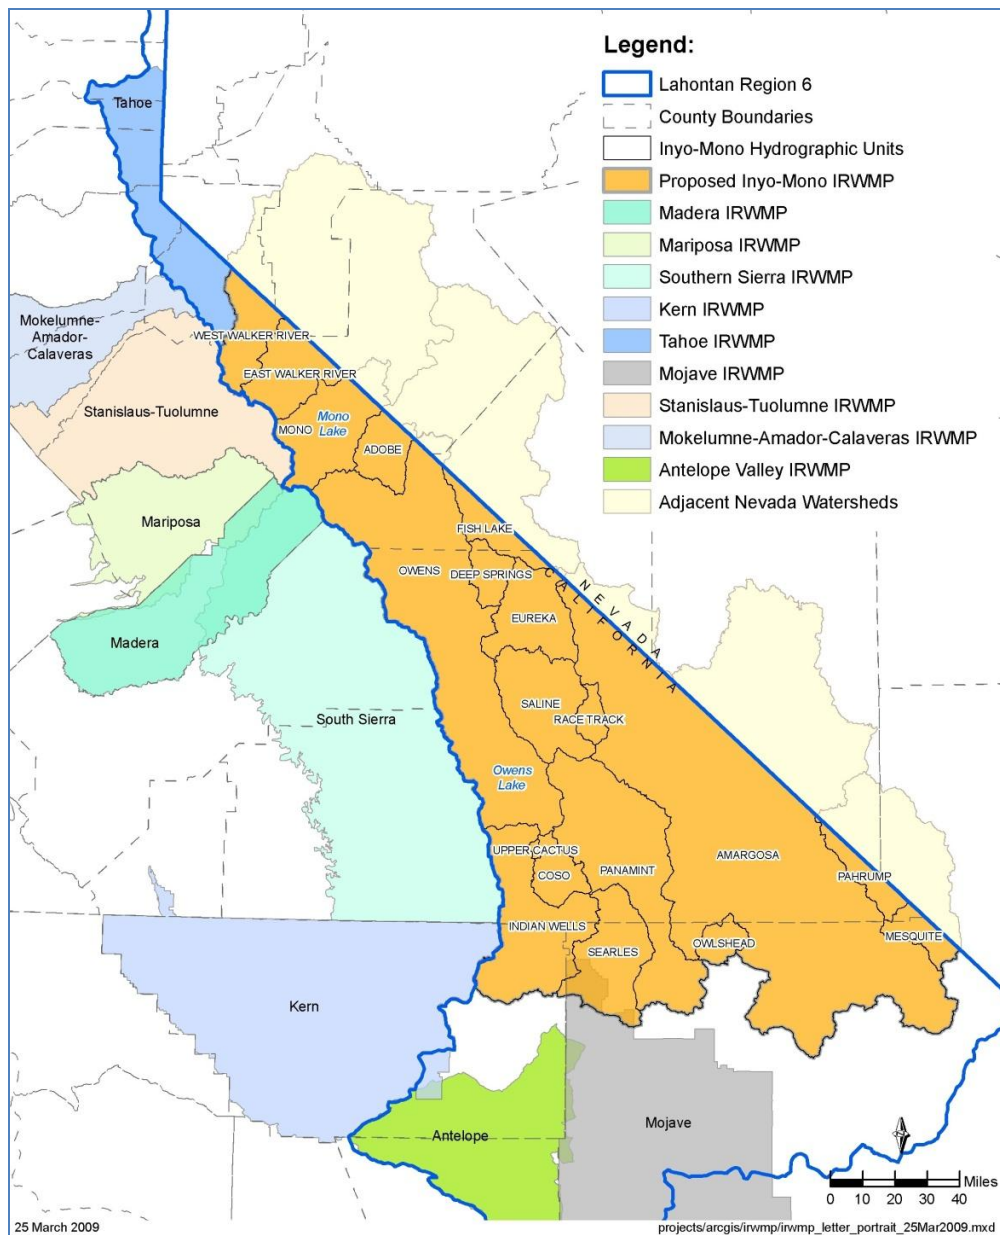 Legend:
Lahontan Region 6
County Boundaries
Inyo-Mono Hydrographic Units
Proposed Inyo-Mono IRWMP
Madera IRWMP
Mariposa IRWMP
Southern Sierra IRWMP
Kern IRWMP
Tahoe IRWMP
Mojave IRWMP
Stanislaus-Tuolumne IRWMP
Mokelumne-Amador-Calaveras IRWMP
Antelope Valley IRWMP
Adjacent Nevada Watersheds
Tahoe
Mokelumne-
Amador-
Calaveras
WEST WALKER RIVER
EAST WALKER RIVER
Stanislaus-Tuolumne
Mono
Lake
MONO
ADOBE
Mariposa
FISH LAKE
OWENS
DEEP SPRINGS
NEVADA
CALIFORNIA
EUREKA
Madera
SALINE
RACE TRACK
South Sierra
Owens
Lake
UPPER CACTUS
COSO
PANAMINT
AMARGOSA
PAHRUMP
INDIAN WELLS
SEARLES
OWLSHEAD
MESQUITE
Kern
Antelope
Mojave
Miles
0 10 20 30 40
25 March 2009
projects/arcgis/irwmp/irwmp_letter_portrait_25Mar2009.mxd